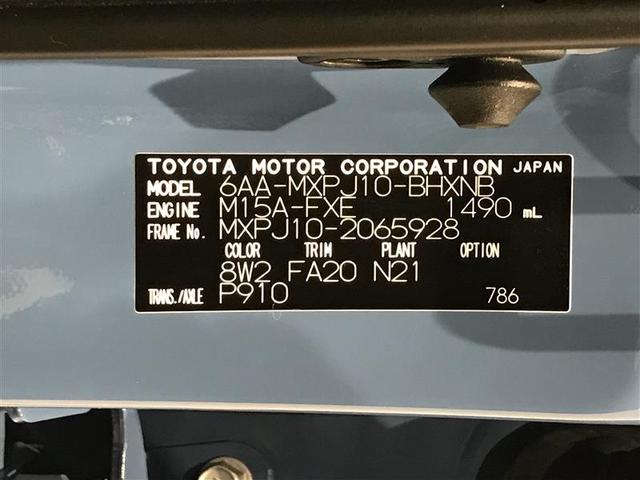 TOYOTA MOTOR CORPORATION JAPAN
MODEL 6AA-MXPJ10-BHXNB
ENGINE M15A-FXE 1490 mL
FRAME No. MXPJ10-2065928
COLOR TRIM PLANT OPTION
8W2 FA20 N21
TRANS./AXLE P910 786